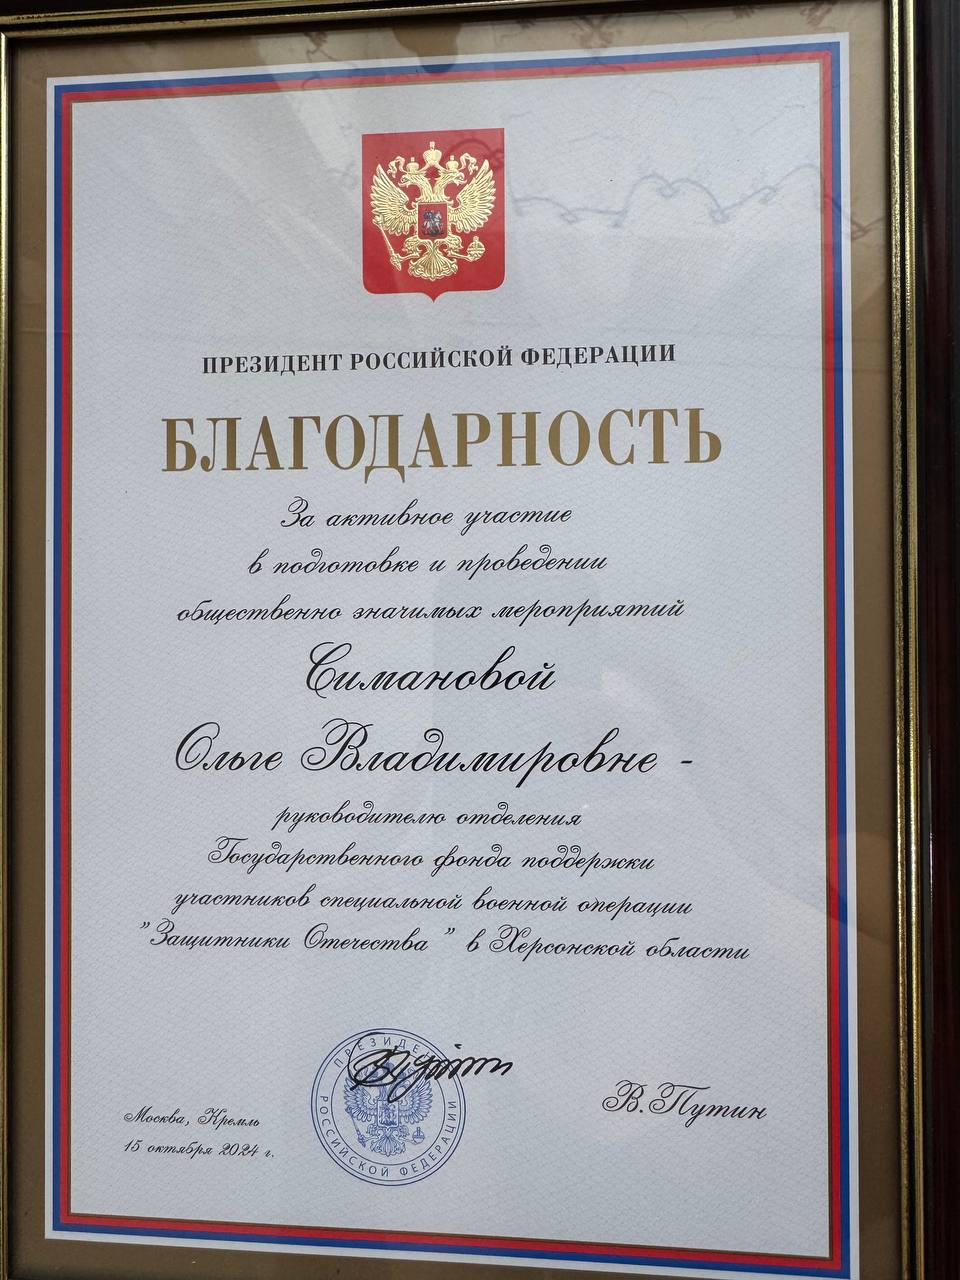 ПРЕЗИДЕНТ РОССИЙСКОЙ ФЕДЕРАЦИИ
БЛАГОДАРНОСТЬ
За активное участие
в подготовке и проведении
общественно значимых мероприятий
Симановой
Ольге Владимировне -
руководителю отделения
Государственного фонда поддержки
участников специальной военной операции
"Защитники Отечества" в Херсонской области
ПРЕЗИДЕНТ
РОССИЙСКОЙ ФЕДЕРАЦИИ
В.Путин
Москва, Кремль
15 октября 2024 г.